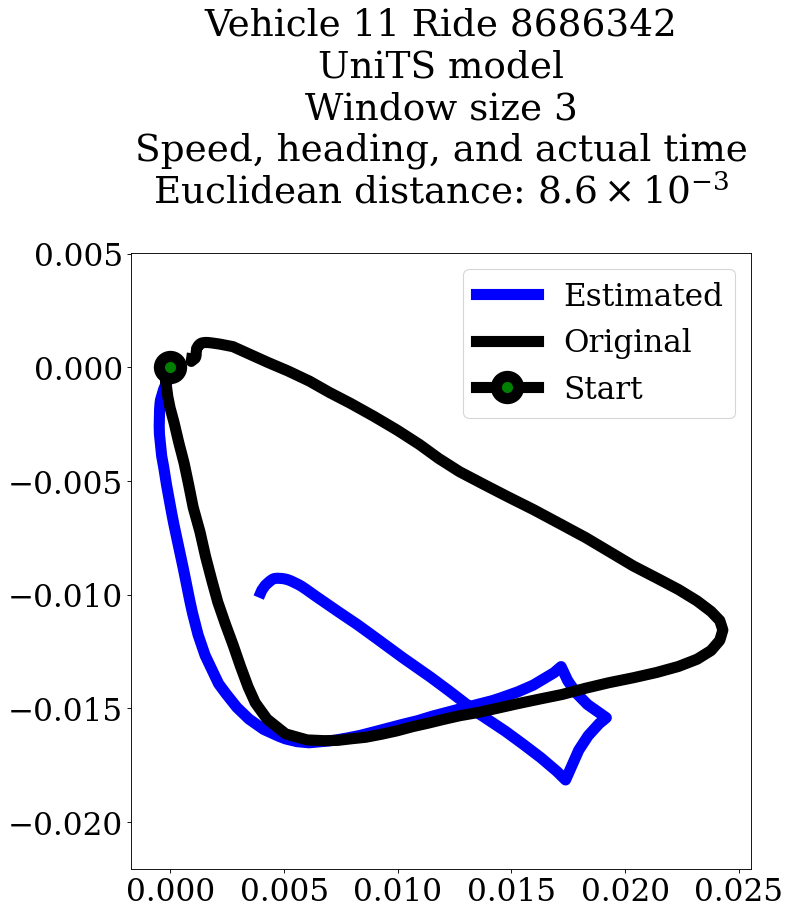 Vehicle 11 Ride 8686342
UniTS model
Window size 3
Speed, heading, and actual time
Euclidean distance: 8.6 × 10⁻³
0.005
Estimated
Original
Start
0.000
−0.005
−0.010
−0.015
−0.020
0.000 0.005 0.010 0.015 0.020 0.025